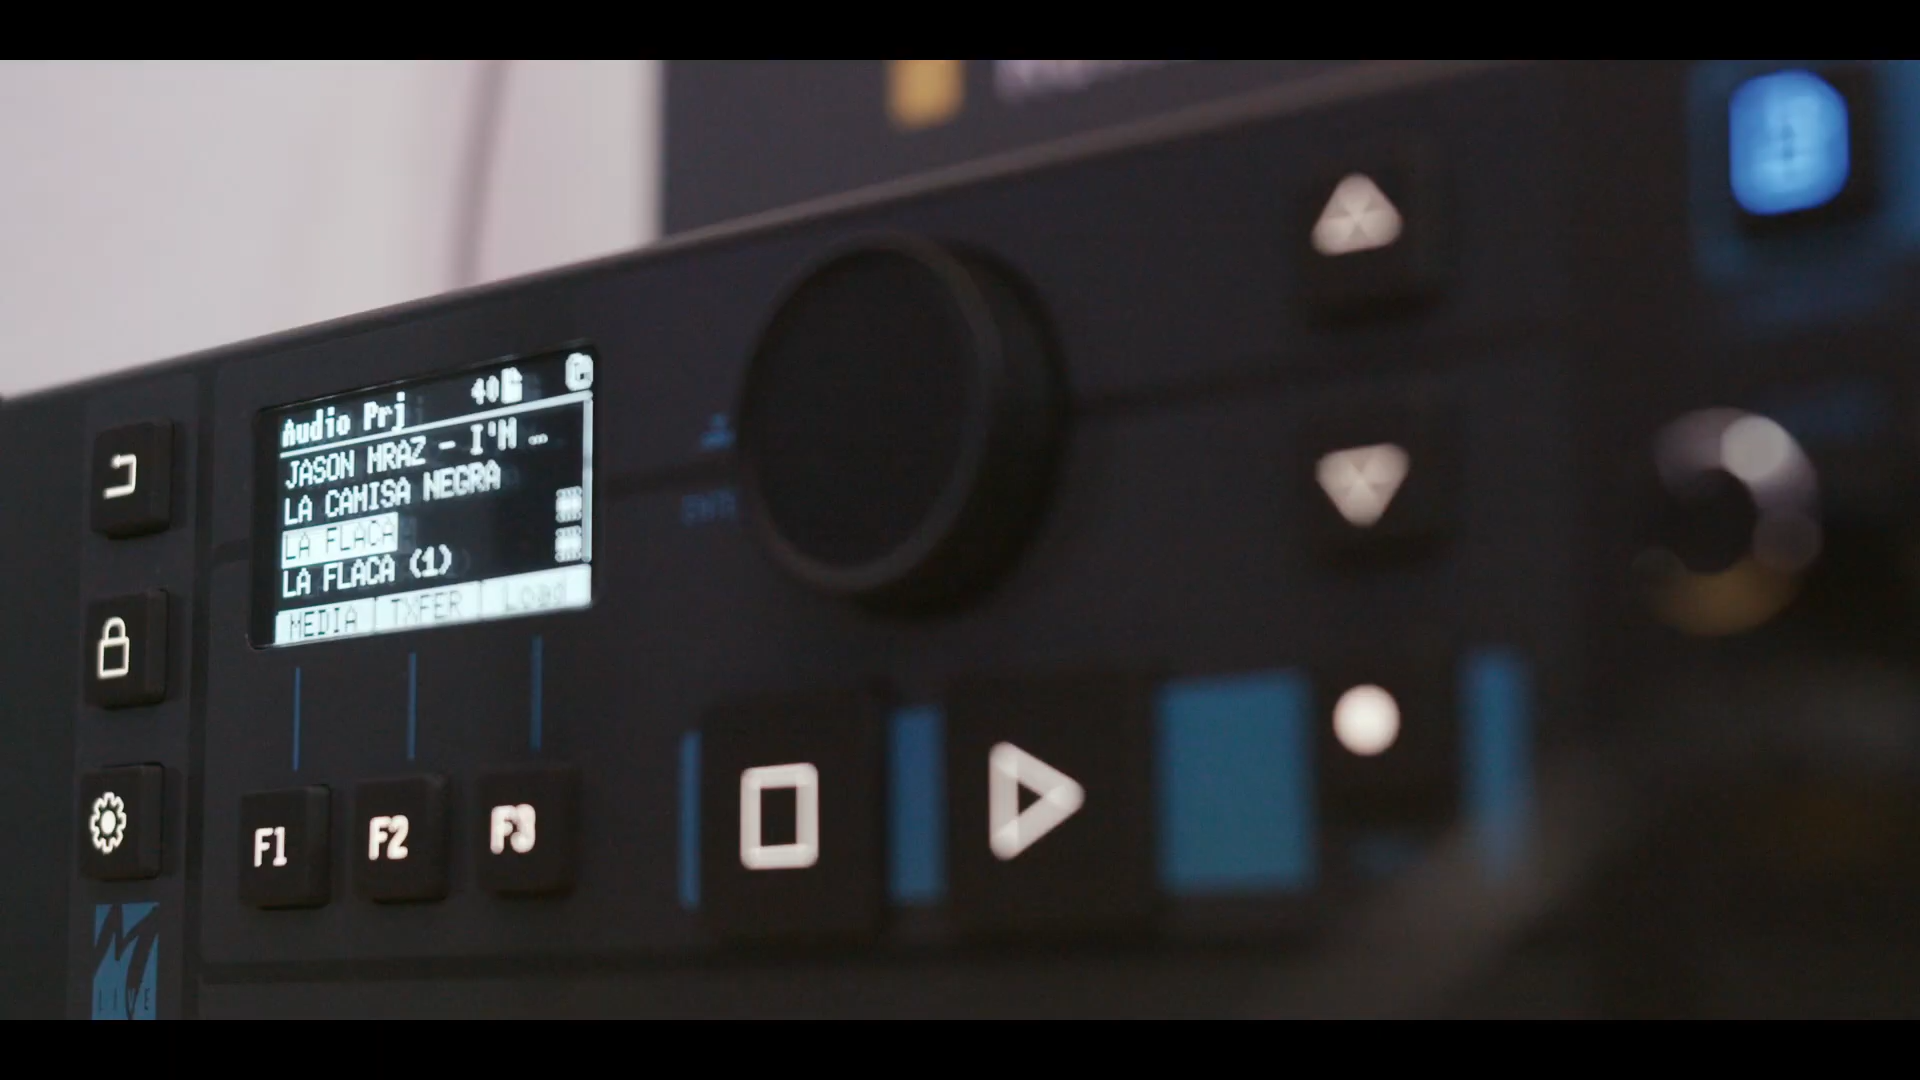 40
Audio Prj
JASON MRAZ - I'M ...
LA CAMISA NEGRA
LA FLACA
LA FLACA (1)
MEDIA TXFER Load
F1 F2 F3
M
LIVE